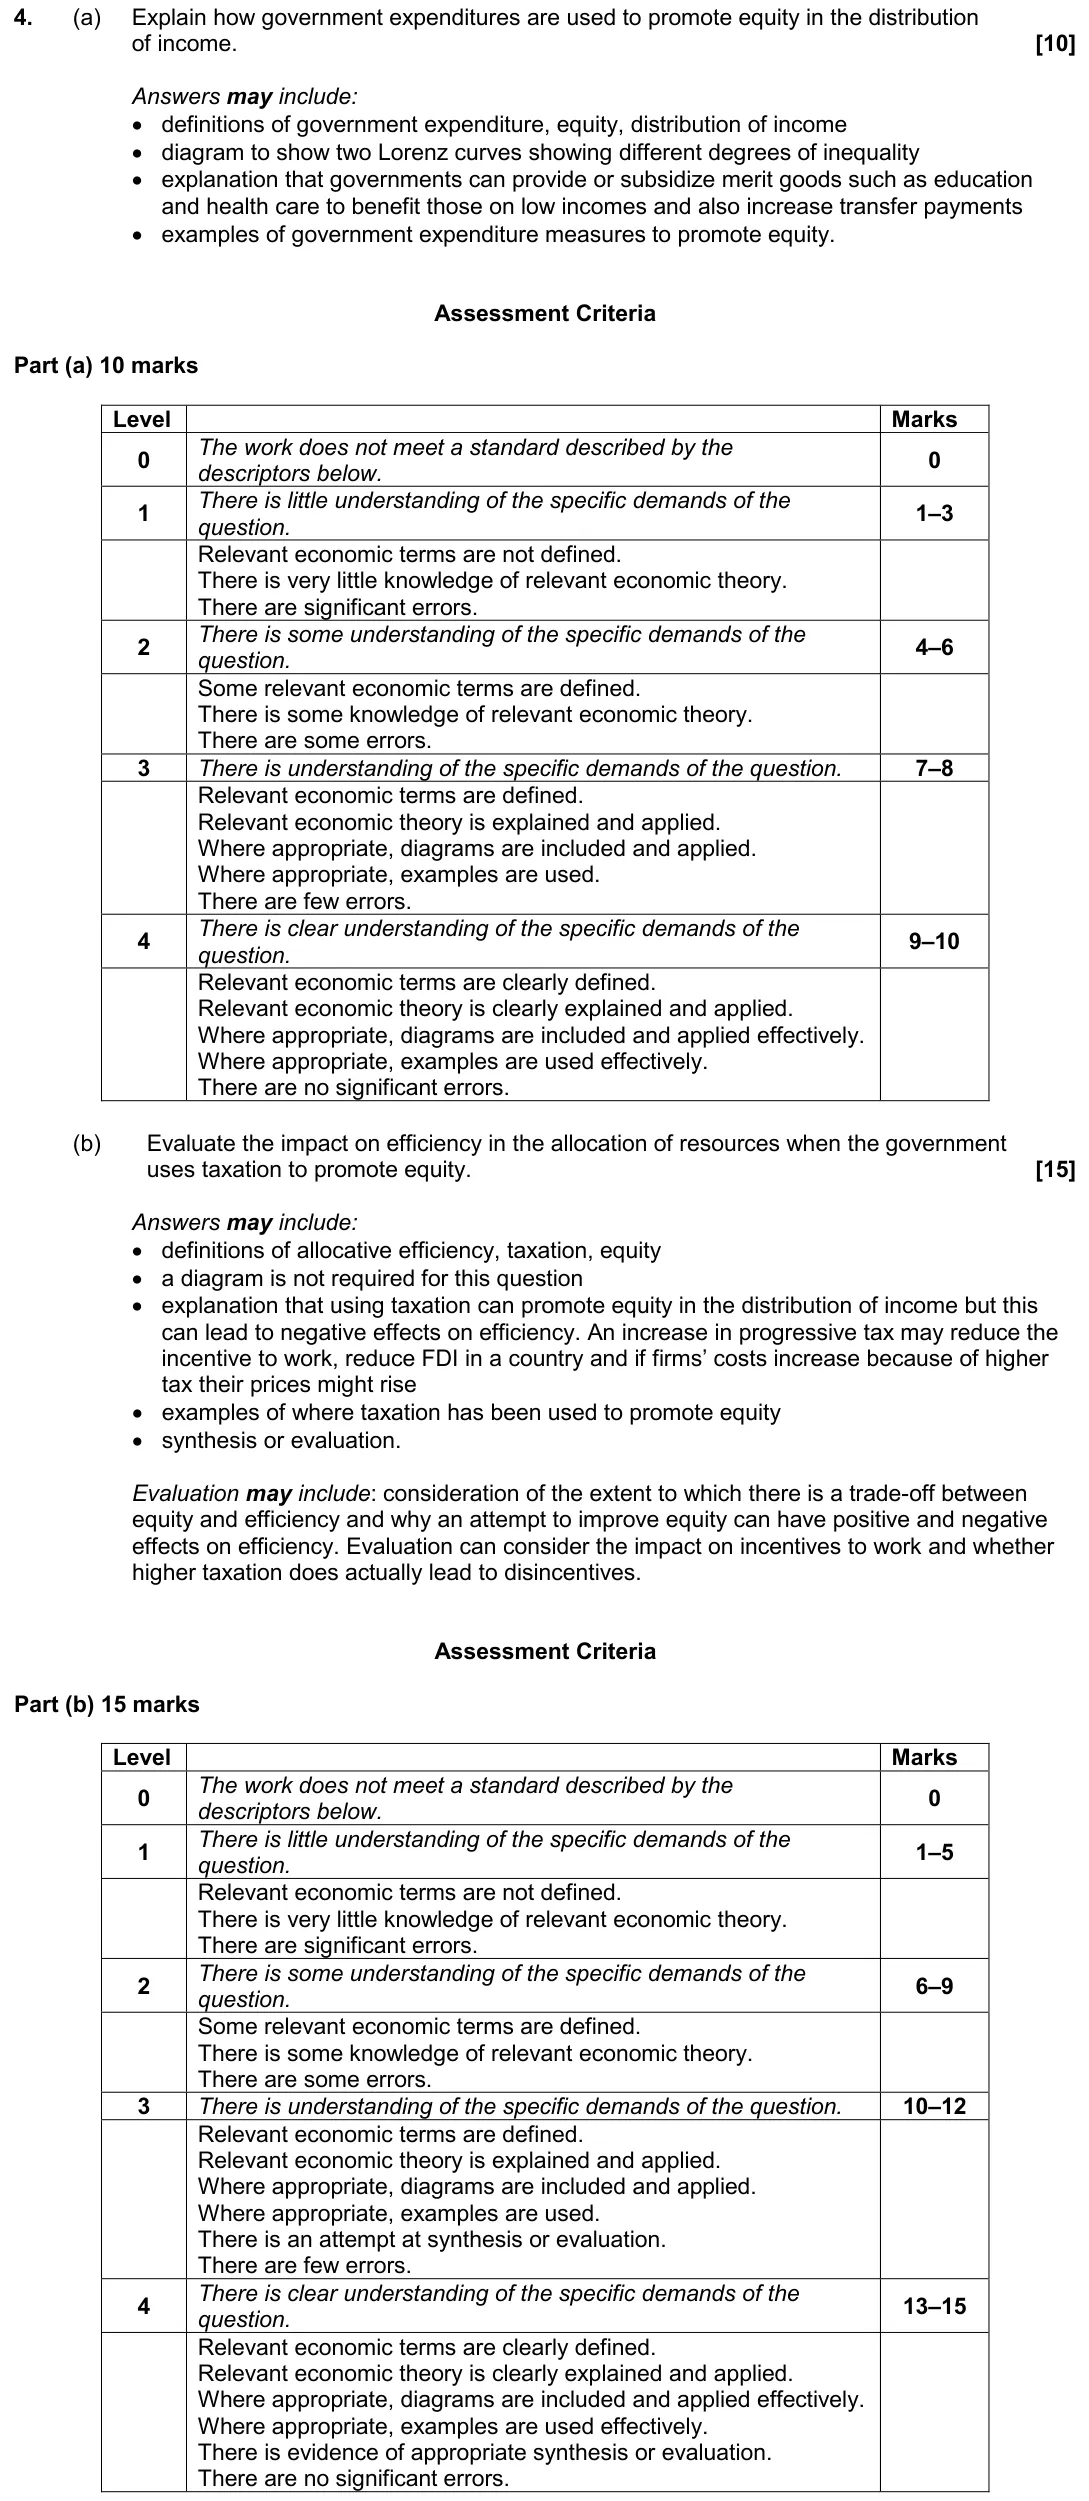 4. (a) Explain how government expenditures are used to promote equity in the distribution
of income. [10]
Answers may include:
• definitions of government expenditure, equity, distribution of income
• diagram to show two Lorenz curves showing different degrees of inequality
• explanation that governments can provide or subsidize merit goods such as education
and health care to benefit those on low incomes and also increase transfer payments
• examples of government expenditure measures to promote equity.
Assessment Criteria
Part (a) 10 marks
Level Marks
0 The work does not meet a standard described by the
descriptors below. 0
1 There is little understanding of the specific demands of the
question. 1–3
Relevant economic terms are not defined.
There is very little knowledge of relevant economic theory.
There are significant errors.
2 There is some understanding of the specific demands of the
question. 4–6
Some relevant economic terms are defined.
There is some knowledge of relevant economic theory.
There are some errors.
3 There is understanding of the specific demands of the question. 7–8
Relevant economic terms are defined.
Relevant economic theory is explained and applied.
Where appropriate, diagrams are included and applied.
Where appropriate, examples are used.
There are few errors.
4 There is clear understanding of the specific demands of the
question. 9–10
Relevant economic terms are clearly defined.
Relevant economic theory is clearly explained and applied.
Where appropriate, diagrams are included and applied effectively.
Where appropriate, examples are used effectively.
There are no significant errors.
(b) Evaluate the impact on efficiency in the allocation of resources when the government
uses taxation to promote equity. [15]
Answers may include:
• definitions of allocative efficiency, taxation, equity
• a diagram is not required for this question
• explanation that using taxation can promote equity in the distribution of income but this
can lead to negative effects on efficiency. An increase in progressive tax may reduce the
incentive to work, reduce FDI in a country and if firms’ costs increase because of higher
tax their prices might rise
• examples of where taxation has been used to promote equity
• synthesis or evaluation.
Evaluation may include: consideration of the extent to which there is a trade-off between
equity and efficiency and why an attempt to improve equity can have positive and negative
effects on efficiency. Evaluation can consider the impact on incentives to work and whether
higher taxation does actually lead to disincentives.
Assessment Criteria
Part (b) 15 marks
Level Marks
0 The work does not meet a standard described by the
descriptors below. 0
1 There is little understanding of the specific demands of the
question. 1–5
Relevant economic terms are not defined.
There is very little knowledge of relevant economic theory.
There are significant errors.
2 There is some understanding of the specific demands of the
question. 6–9
Some relevant economic terms are defined.
There is some knowledge of relevant economic theory.
There are some errors.
3 There is understanding of the specific demands of the question. 10–12
Relevant economic terms are defined.
Relevant economic theory is explained and applied.
Where appropriate, diagrams are included and applied.
Where appropriate, examples are used.
There is an attempt at synthesis or evaluation.
There are few errors.
4 There is clear understanding of the specific demands of the
question. 13–15
Relevant economic terms are clearly defined.
Relevant economic theory is clearly explained and applied.
Where appropriate, diagrams are included and applied effectively.
Where appropriate, examples are used effectively.
There is evidence of appropriate synthesis or evaluation.
There are no significant errors.